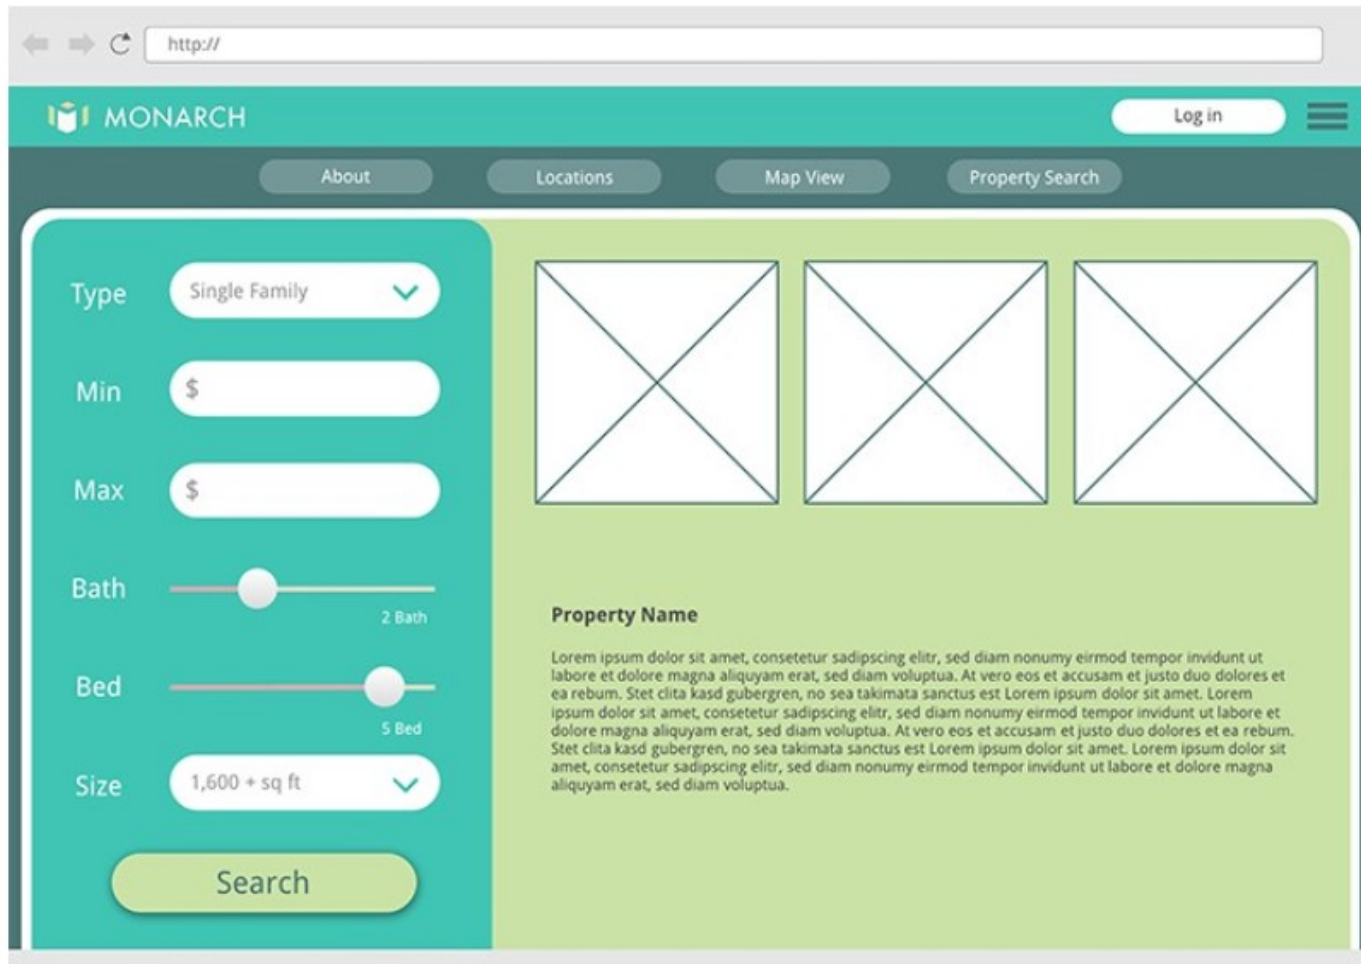 http://
MONARCH
Log in
About
Locations
Map View
Property Search
Type
Single Family
Min
$
Max
$
Bath
2 Bath
Bed
5 Bed
Size
1,600 + sq ft
Search
Property Name
Lorem ipsum dolor sit amet, consetetur sadipscing elitr, sed diam nonumy eirmod tempor invidunt ut
labore et dolore magna aliquyam erat, sed diam voluptua. At vero eos et accusam et justo duo dolores et
ea rebum. Stet clita kasd gubergren, no sea takimata sanctus est Lorem ipsum dolor sit amet. Lorem
ipsum dolor sit amet, consetetur sadipscing elitr, sed diam nonumy eirmod tempor invidunt ut labore et
dolore magna aliquyam erat, sed diam voluptua. At vero eos et accusam et justo duo dolores et ea rebum.
Stet clita kasd gubergren, no sea takimata sanctus est Lorem ipsum dolor sit amet. Lorem ipsum dolor sit
amet, consetetur sadipscing elitr, sed diam nonumy eirmod tempor invidunt ut labore et dolore magna
aliquyam erat, sed diam voluptua.